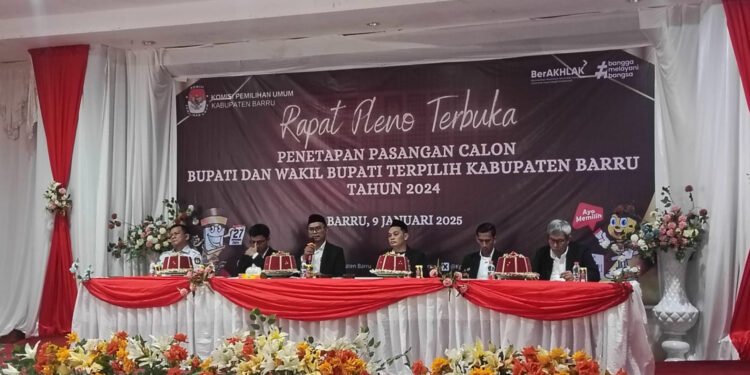 KOMISI PEMILIHAN UMUM
KABUPATEN BARRU
BerAKHLAK
#bangga
melayani
bangsa
Rapat Pleno Terbuka
PENETAPAN PASANGAN CALON
BUPATI DAN WAKIL BUPATI TERPILIH KABUPATEN BARRU
TAHUN 2024
BARRU, 9 JANUARI 2025
Ayo
Memilih